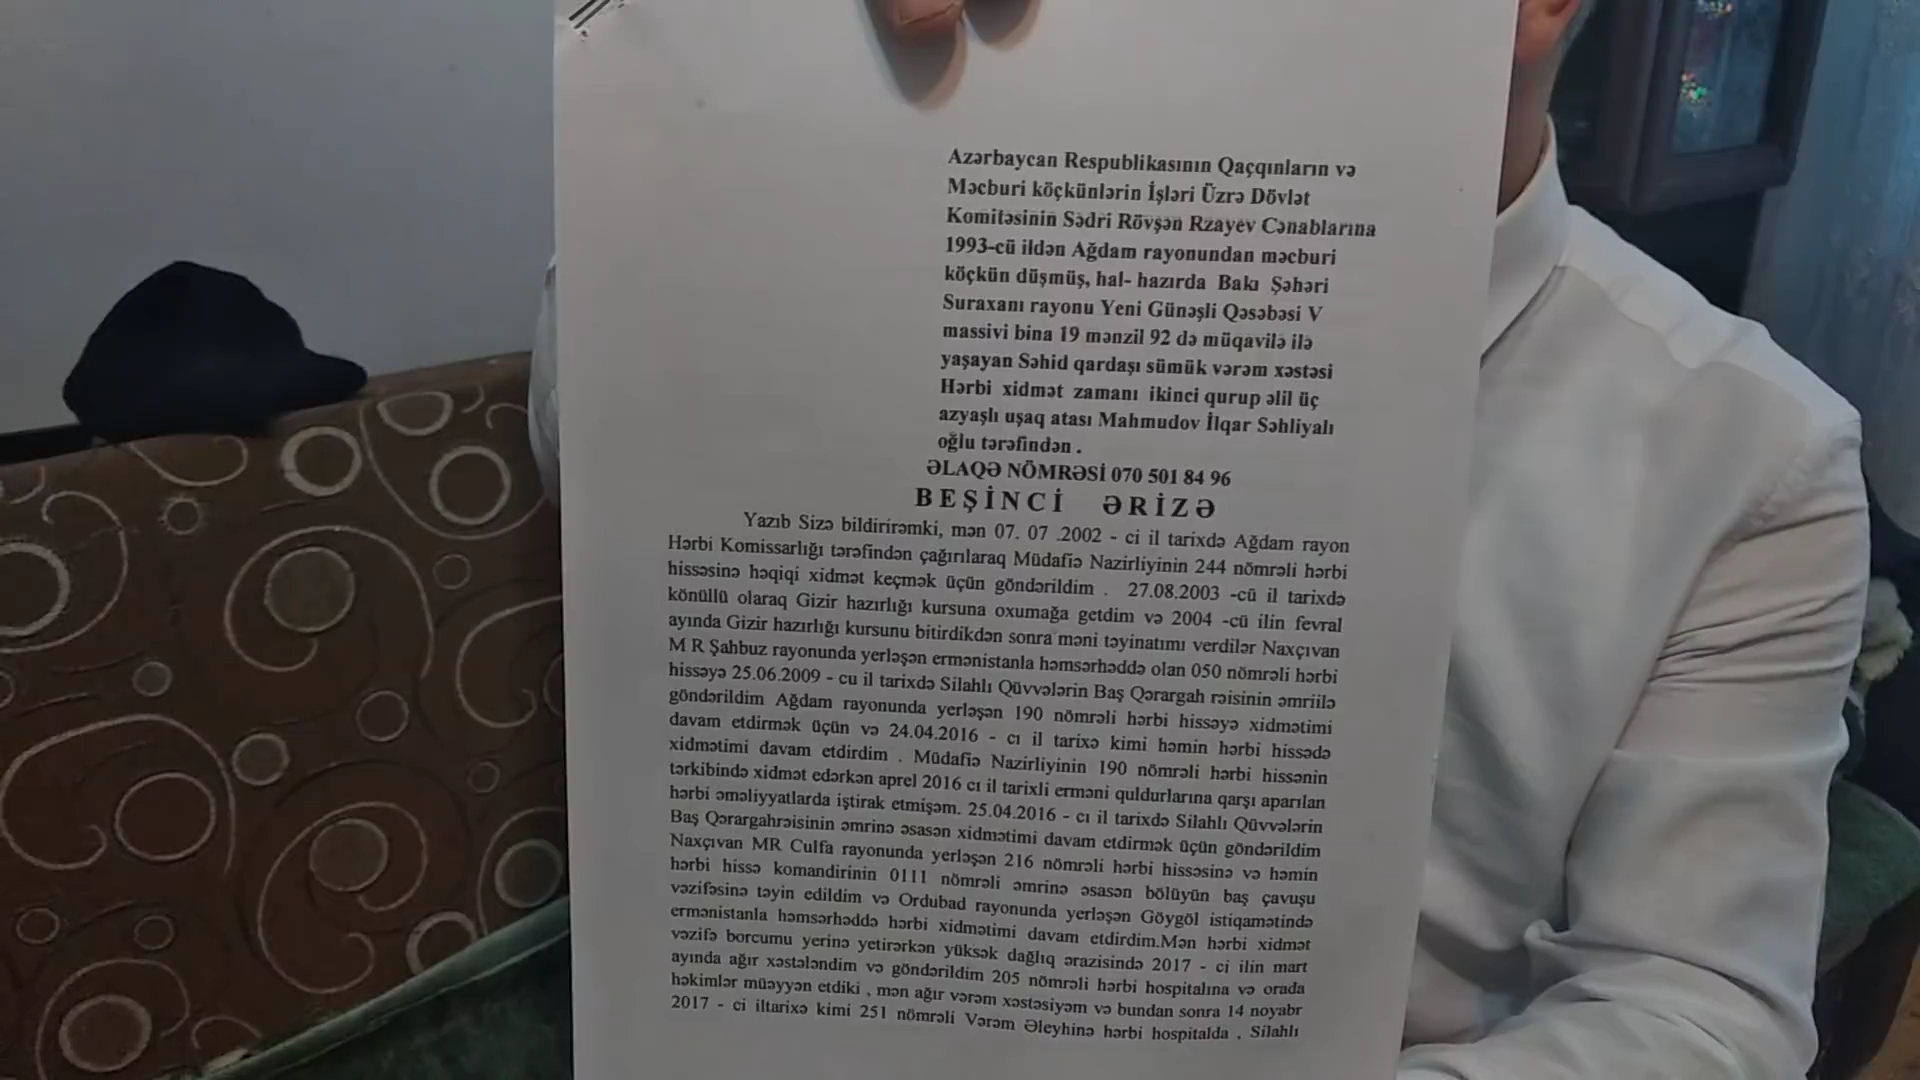 Azərbaycan Respublikasının Qaçqınların və
Məcburi köçkünlərin İşləri Üzrə Dövlət
Komitəsinin Sədri Rövşən Rzayev Cənablarına
1993-cü ildən Ağdam rayonundan məcburi
köçkün düşmüş, hal- hazırda Bakı Şəhəri
Suraxanı rayonu Yeni Günəşli Qəsəbəsi V
massivi bina 19 mənzil 92 də müqavilə ilə
yaşayan Səhid qardaşı sümük vərəm xəstəsi
Hərbi xidmət zamanı ikinci qurup əlil üç
azyaşlı uşaq atası Mahmudov İlqar Səhliyalı
oğlu tərəfindən .
ƏLAQƏ NÖMRƏSİ 070 501 84 96
BEŞİNCİ ƏRİZƏ
Yazıb Sizə bildirirəmki, mən 07. 07 .2002 - ci il tarixdə Ağdam rayon
Hərbi Komissarlığı tərəfindən çağırılaraq Müdafiə Nazirliyinin 244 nömrəli hərbi
hissəsinə həqiqi xidmət keçmək üçün göndərildim . 27.08.2003 -cü il tarixdə
könüllü olaraq Gizir hazırlığı kursuna oxumağa getdim və 2004 -cü ilin fevral
ayında Gizir hazırlığı kursunu bitirdikdən sonra məni təyinatımı verdilər Naxçıvan
M R Şahbuz rayonunda yerləşən ermənistanla həmsərhəddə olan 050 nömrəli hərbi
hissəyə 25.06.2009 - cu il tarixdə Silahlı Qüvvələrin Baş Qərargah rəisinin əmriilə
göndərildim Ağdam rayonunda yerləşən 190 nömrəli hərbi hissəyə xidmətimi
davam etdirmək üçün və 24.04.2016 - cı il tarixə kimi həmin hərbi hissədə
xidmətimi davam etdirdim . Müdafiə Nazirliyinin 190 nömrəli hərbi hissənin
tərkibində xidmət edərkən aprel 2016 cı il tarixli erməni quldurlarına qarşı aparılan
hərbi əməliyyatlarda iştirak etmişəm. 25.04.2016 - cı il tarixdə Silahlı Qüvvələrin
Baş Qərargahrəisinin əmrinə əsasən xidmətimi davam etdirmək üçün göndərildim
Naxçıvan MR Culfa rayonunda yerləşən 216 nömrəli hərbi hissəsinə və həmin
hərbi hissə komandirinin 0111 nömrəli əmrinə əsasən bölüyün baş çavuşu
vəzifəsinə təyin edildim və Ordubad rayonunda yerləşən Göygöl istiqamətində
ermənistanla həmsərhəddə hərbi xidmətimi davam etdirdim.Mən hərbi xidmət
vəzifə borcumu yerinə yetirərkən yüksək dağlıq ərazisində 2017 - ci ilin mart
ayında ağır xəstələndim və göndərildim 205 nömrəli hərbi hospitalına və orada
həkimlər müəyyən etdiki , mən ağır vərəm xəstəsiyəm və bundan sonra 14 noyabr
2017 - ci iltarixə kimi 251 nömrəli Vərəm Əleyhinə hərbi hospitalda , Silahlı